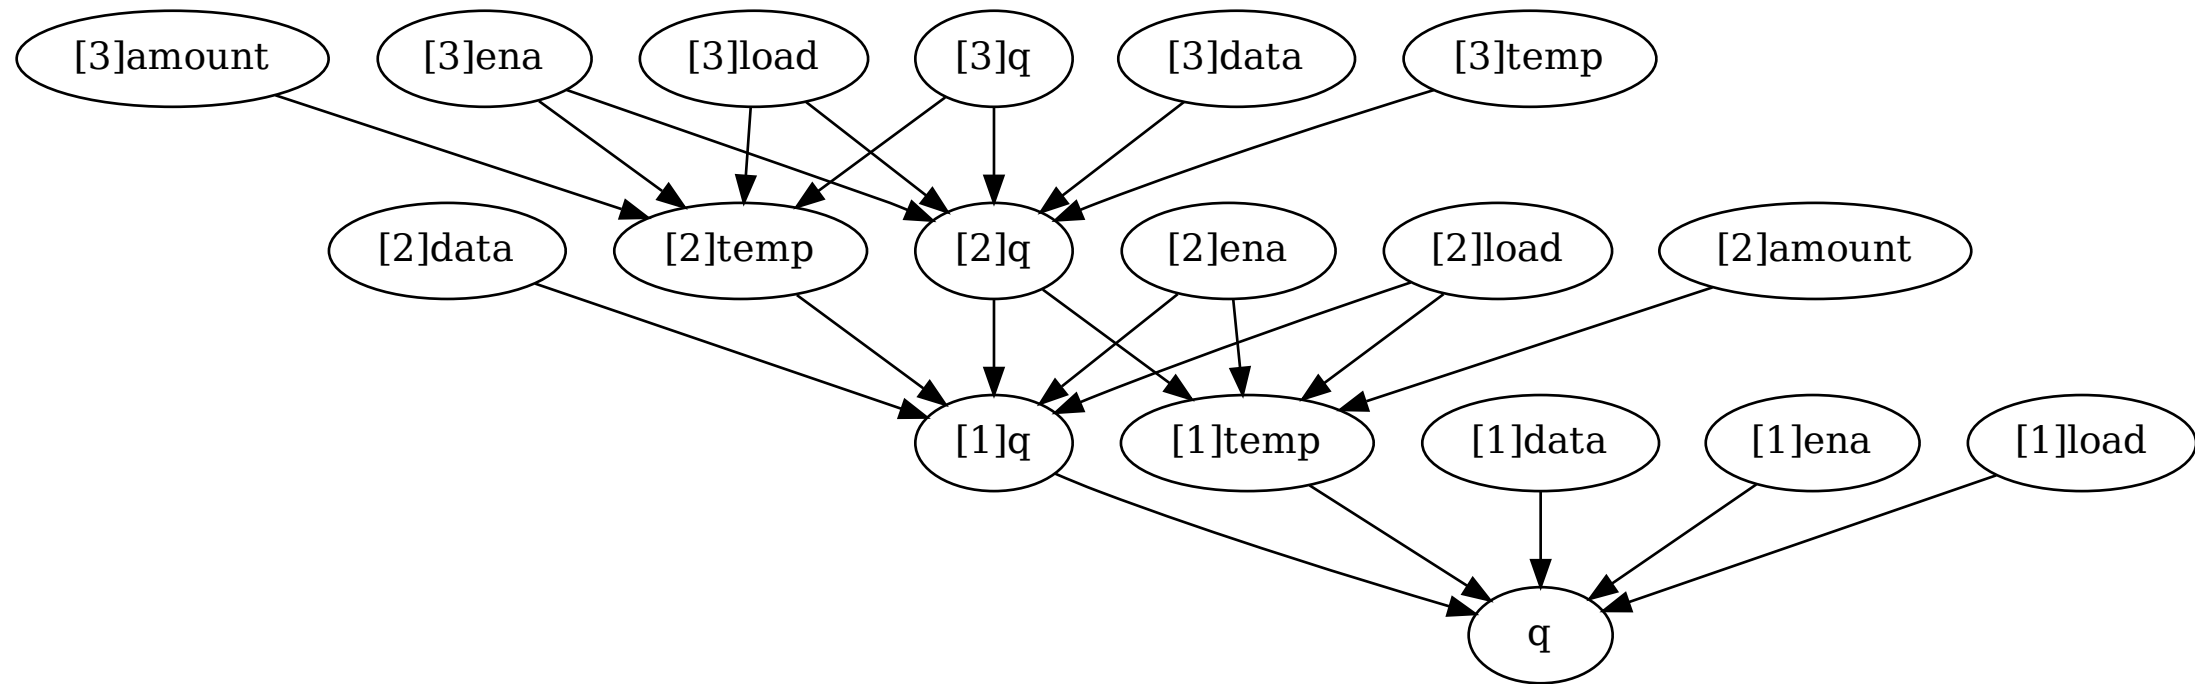 [3]amount
[3]ena
[3]load
[3]q
[3]data
[3]temp
[2]data
[2]temp
[2]q
[2]ena
[2]load
[2]amount
[1]q
[1]temp
[1]data
[1]ena
[1]load
q